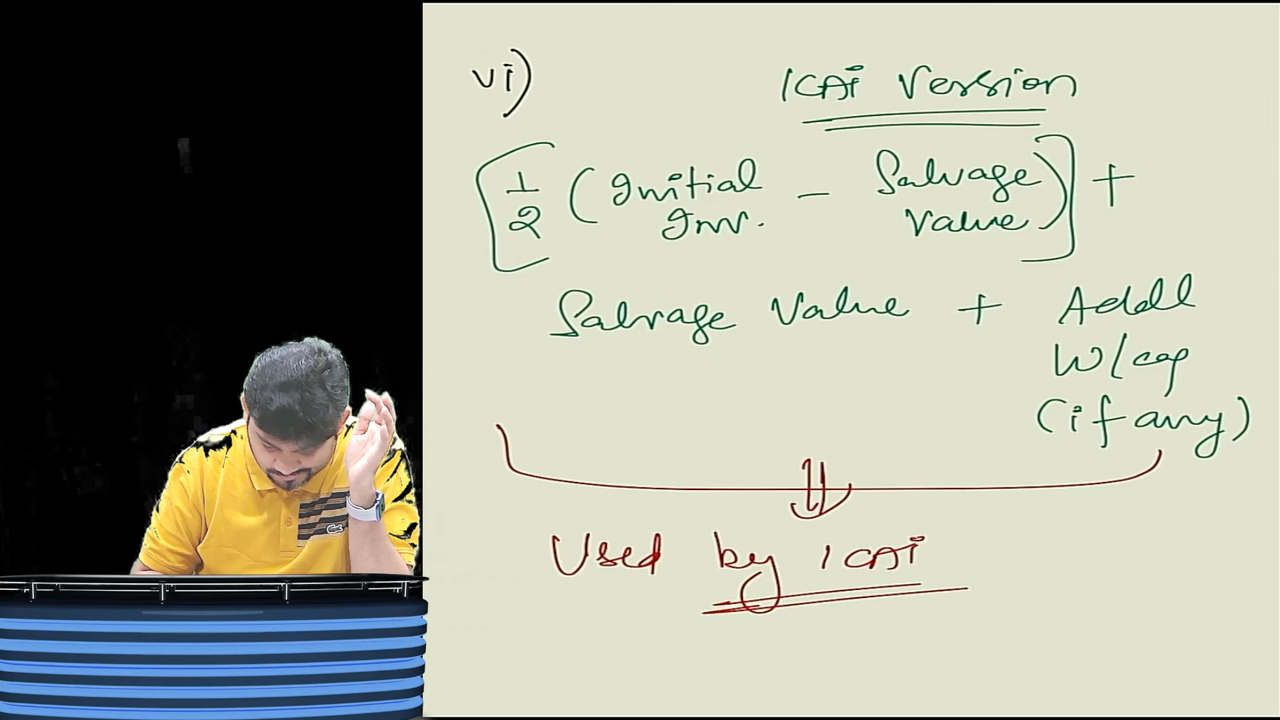 vi) ICAI Version
[1/2 (Initial Inv. - Salvage Value)] +
Salvage Value + Addl W/cap (if any)
⇓
Used by ICAI